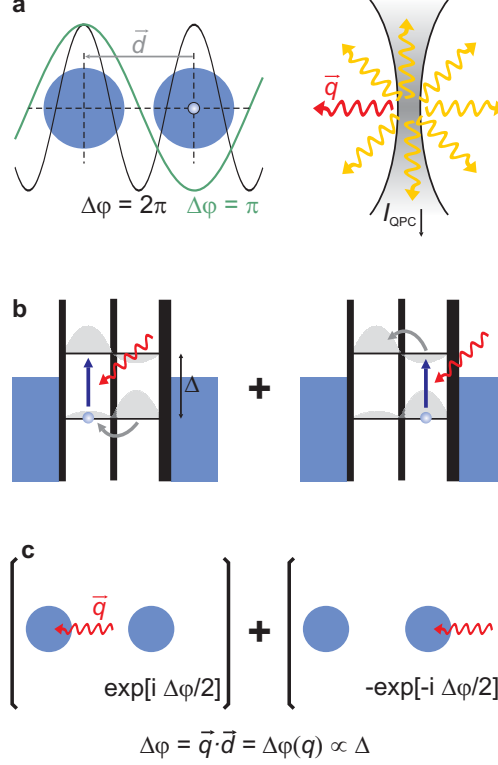 a
d⃗
q⃗
Δφ = 2π Δφ = π
I_QPC
b
Δ
+
c
q⃗
+
exp[i Δφ/2]
-exp[-i Δφ/2]
Δφ = q⃗·d⃗ = Δφ(q) ∝ Δ